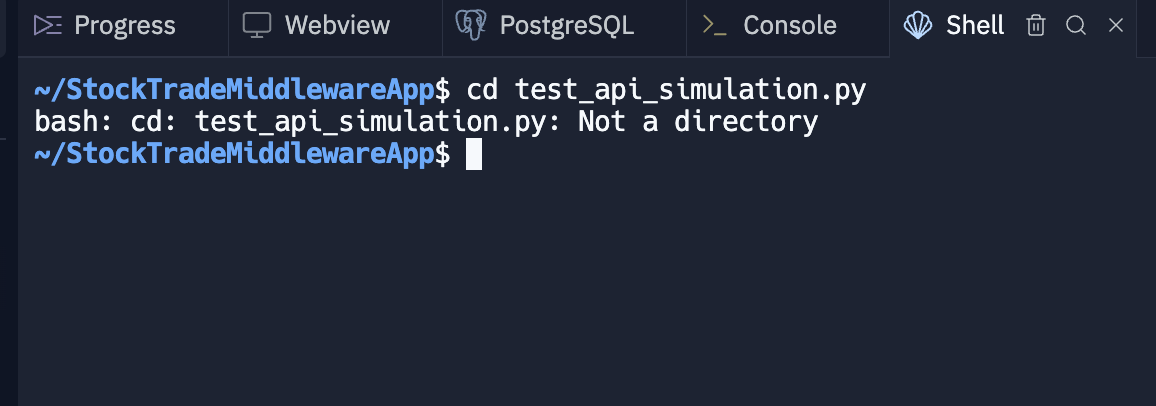 Progress Webview PostgreSQL Console Shell
~/StockTradeMiddlewareApp$ cd test_api_simulation.py
bash: cd: test_api_simulation.py: Not a directory
~/StockTradeMiddlewareApp$